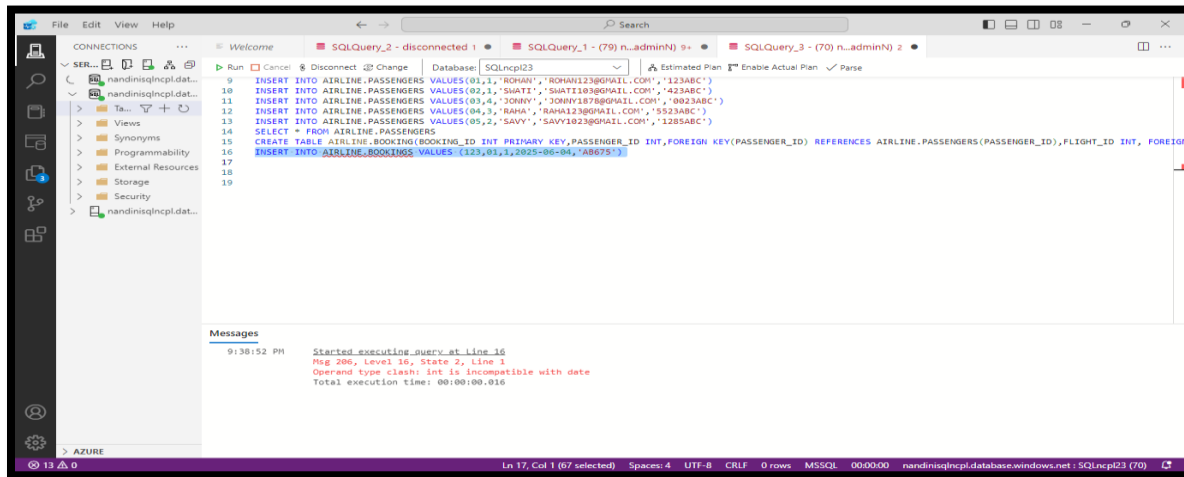 File Edit View Help
Search
CONNECTIONS ...
Welcome
SQLQuery_2 - disconnected 1
SQLQuery_1 - (79) n...adminN) 9+
SQLQuery_3 - (70) n...adminN) 2
SER...
Run Cancel Disconnect Change Database: SQLncpl23 Estimated Plan Enable Actual Plan Parse
nandinisqlncpl.dat...
nandinisqlncpl.dat...
Ta...
Views
Synonyms
Programmability
External Resources
Storage
Security
nandinisqlncpl.dat...
9 INSERT INTO AIRLINE.PASSENGERS VALUES(01,1,'ROHAN','ROHAN123@GMAIL.COM','123ABC')
10 INSERT INTO AIRLINE.PASSENGERS VALUES(02,1,'SWATI','SWATI103@GMAIL.COM','423ABC')
11 INSERT INTO AIRLINE.PASSENGERS VALUES(03,4,'JONNY','JONNY1878@GMAIL.COM','0023ABC')
12 INSERT INTO AIRLINE.PASSENGERS VALUES(04,3,'RAHA','RAHA123@GMAIL.COM','5523ABC')
13 INSERT INTO AIRLINE.PASSENGERS VALUES(05,2,'SAVY','SAVY1023@GMAIL.COM','1285ABC')
14 SELECT * FROM AIRLINE.PASSENGERS
15 CREATE TABLE AIRLINE.BOOKING(BOOKING_ID INT PRIMARY KEY,PASSENGER_ID INT,FOREIGN KEY(PASSENGER_ID) REFERENCES AIRLINE.PASSENGERS(PASSENGER_ID),FLIGHT_ID INT, FOREIG
16 INSERT INTO AIRLINE.BOOKINGS VALUES (123,01,1,2025-06-04,'AB675')
17
18
19
Messages
9:38:52 PM Started executing query at Line 16
Msg 206, Level 16, State 2, Line 1
Operand type clash: int is incompatible with date
Total execution time: 00:00:00.016
3
AZURE
13 0 Ln 17, Col 1 (67 selected) Spaces: 4 UTF-8 CRLF 0 rows MSSQL 00:00:00 nandinisqlncpl.database.windows.net : SQLncpl23 (70)